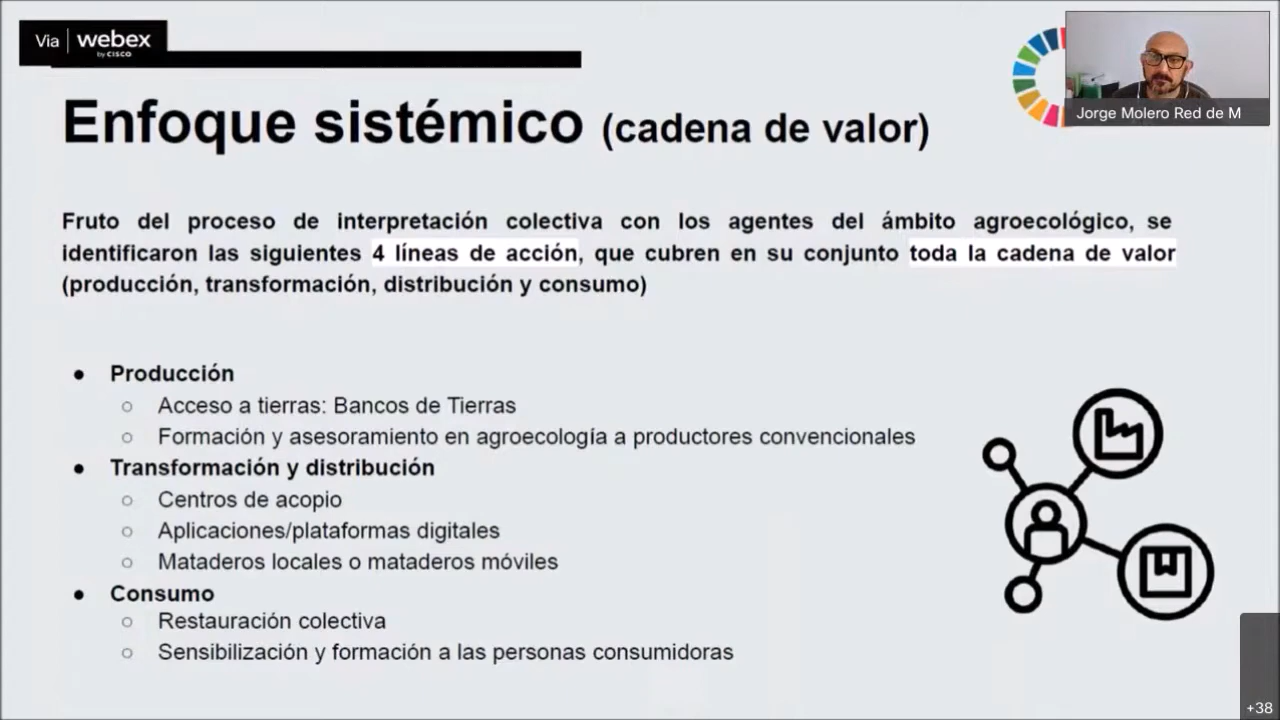 Via webex
by CISCO
Jorge Molero Red de M
Enfoque sistémico (cadena de valor)
Fruto del proceso de interpretación colectiva con los agentes del ámbito agroecológico, se
identificaron las siguientes 4 líneas de acción, que cubren en su conjunto toda la cadena de valor
(producción, transformación, distribución y consumo)
● Producción
○ Acceso a tierras: Bancos de Tierras
○ Formación y asesoramiento en agroecología a productores convencionales
● Transformación y distribución
○ Centros de acopio
○ Aplicaciones/plataformas digitales
○ Mataderos locales o mataderos móviles
● Consumo
○ Restauración colectiva
○ Sensibilización y formación a las personas consumidoras
+38